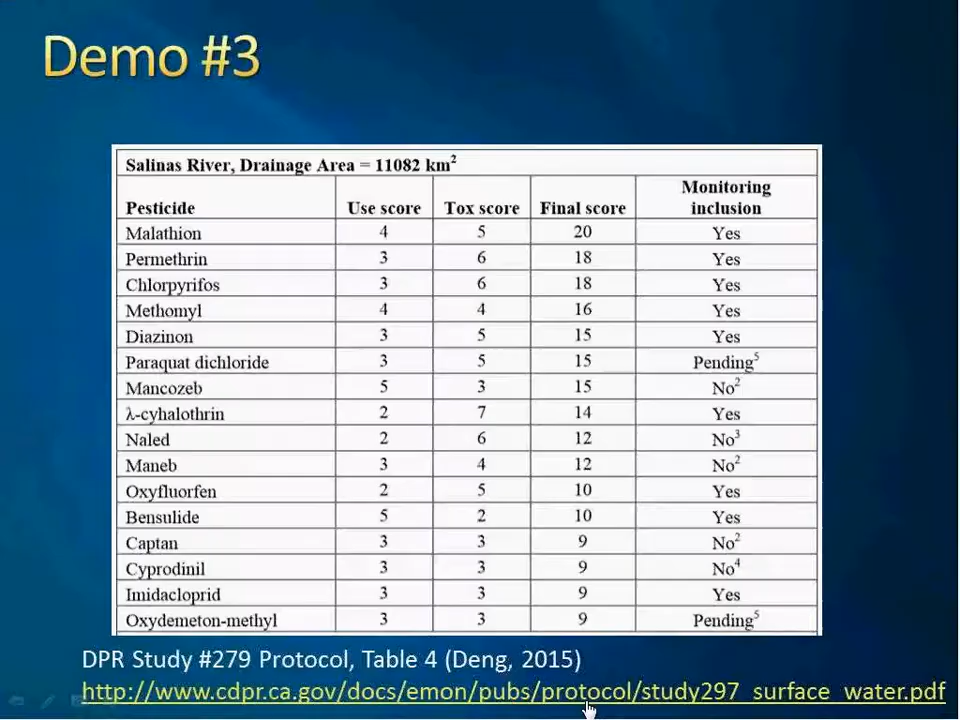 Demo #3
Salinas River, Drainage Area = 11082 km²
Pesticide Use score Tox score Final score Monitoring inclusion
Malathion 4 5 20 Yes
Permethrin 3 6 18 Yes
Chlorpyrifos 3 6 18 Yes
Methomyl 4 4 16 Yes
Diazinon 3 5 15 Yes
Paraquat dichloride 3 5 15 Pending⁵
Mancozeb 5 3 15 No²
λ-cyhalothrin 2 7 14 Yes
Naled 2 6 12 No³
Maneb 3 4 12 No²
Oxyfluorfen 2 5 10 Yes
Bensulide 5 2 10 Yes
Captan 3 3 9 No²
Cyprodinil 3 3 9 No⁴
Imidacloprid 3 3 9 Yes
Oxydemeton-methyl 3 3 9 Pending⁵
DPR Study #279 Protocol, Table 4 (Deng, 2015)
http://www.cdpr.ca.gov/docs/emon/pubs/protocol/study297_surface_water.pdf